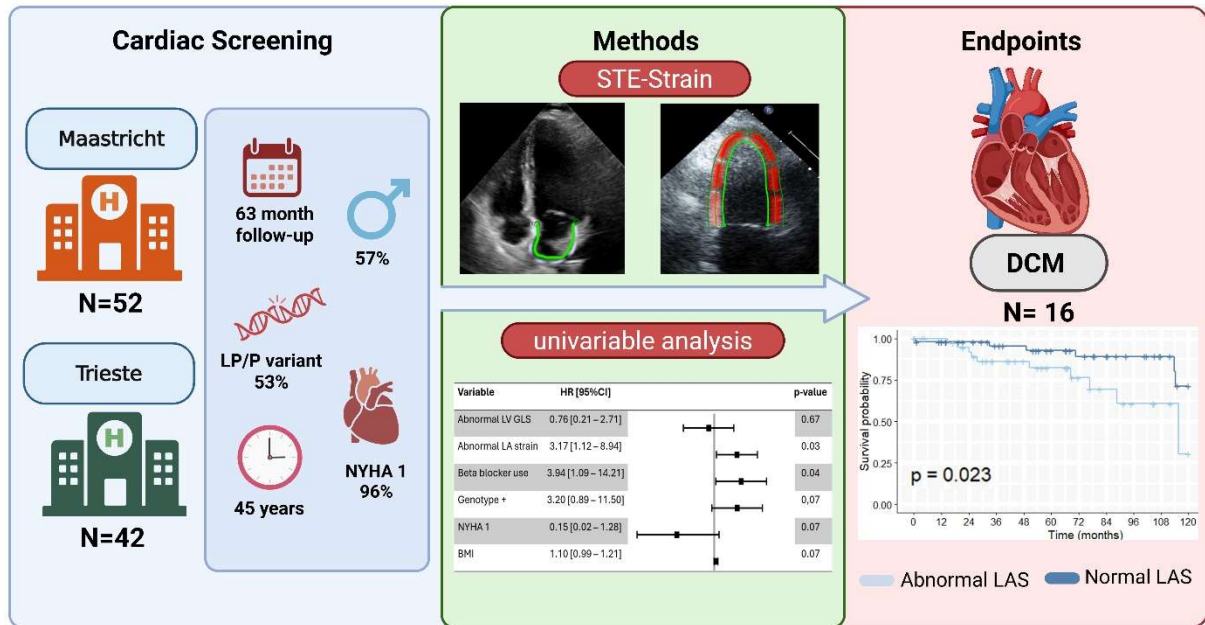 Cardiac Screening
Maastricht
H
N=52
Trieste
H
N=42
63 month
follow-up
57%
LP/P variant
53%
45 years
NYHA 1
96%
Methods
STE-Strain
univariable analysis
Variable HR [95%CI] p-value
Abnormal LV GLS 0.76 [0.21 – 2.71] 0.67
Abnormal LA strain 3.17 [1.12 – 8.94] 0.03
Beta blocker use 3.94 [1.09 – 14.21] 0.04
Genotype + 3.20 [0.89 – 11.50] 0,07
NYHA 1 0.15 [0.02 – 1.28] 0.07
BMI 1.10 [0.99 – 1.21] 0.07
Endpoints
DCM
N= 16
Survival probability
1.00
0.75
0.50
0.25
0.00
p = 0.023
0 12 24 36 48 60 72 84 96 108 120
Time (months)
Abnormal LAS Normal LAS